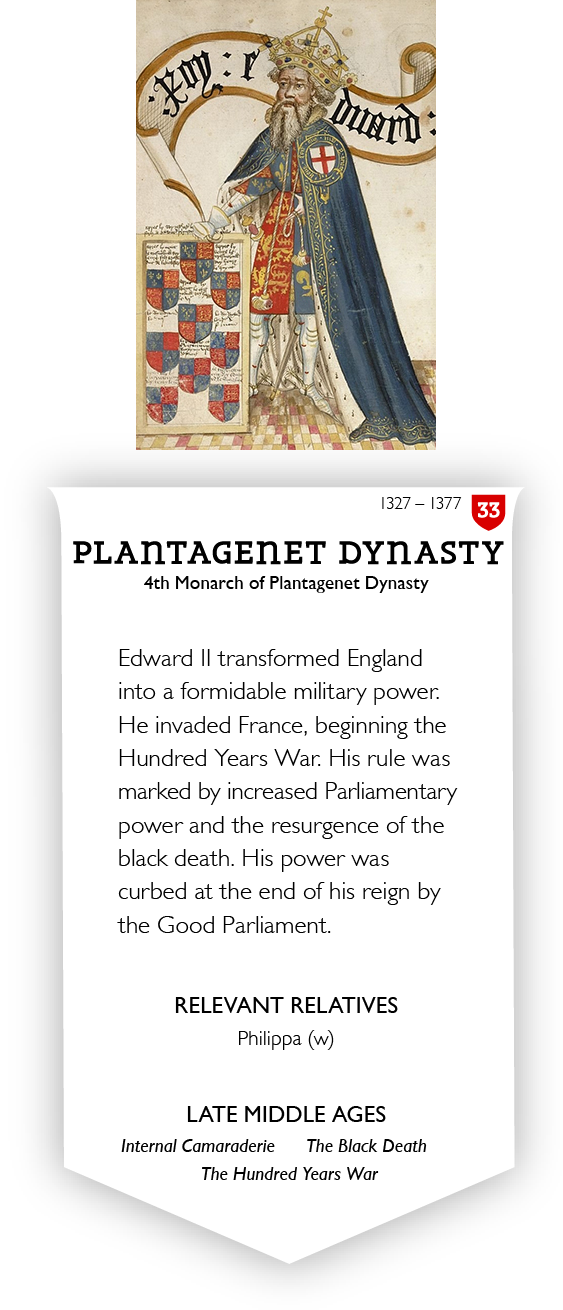 Roy : e
duard :
1327 – 1377
33
PLANTAGENET DYNASTY
4th Monarch of Plantagenet Dynasty
Edward II transformed England
into a formidable military power.
He invaded France, beginning the
Hundred Years War. His rule was
marked by increased Parliamentary
power and the resurgence of the
black death. His power was
curbed at the end of his reign by
the Good Parliament.
RELEVANT RELATIVES
Philippa (w)
LATE MIDDLE AGES
Internal Camaraderie The Black Death
The Hundred Years War